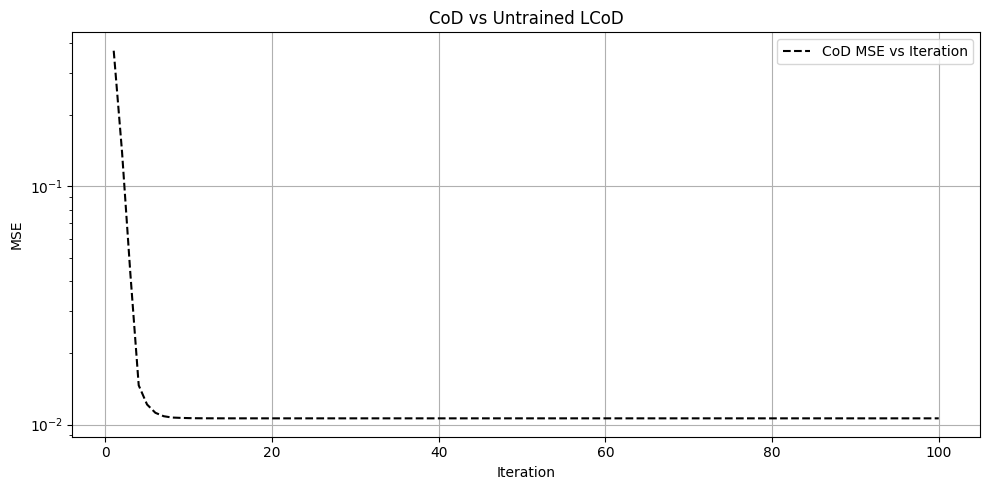 CoD vs Untrained LCoD
CoD MSE vs Iteration
MSE
10⁻¹
10⁻²
0 20 40 60 80 100
Iteration